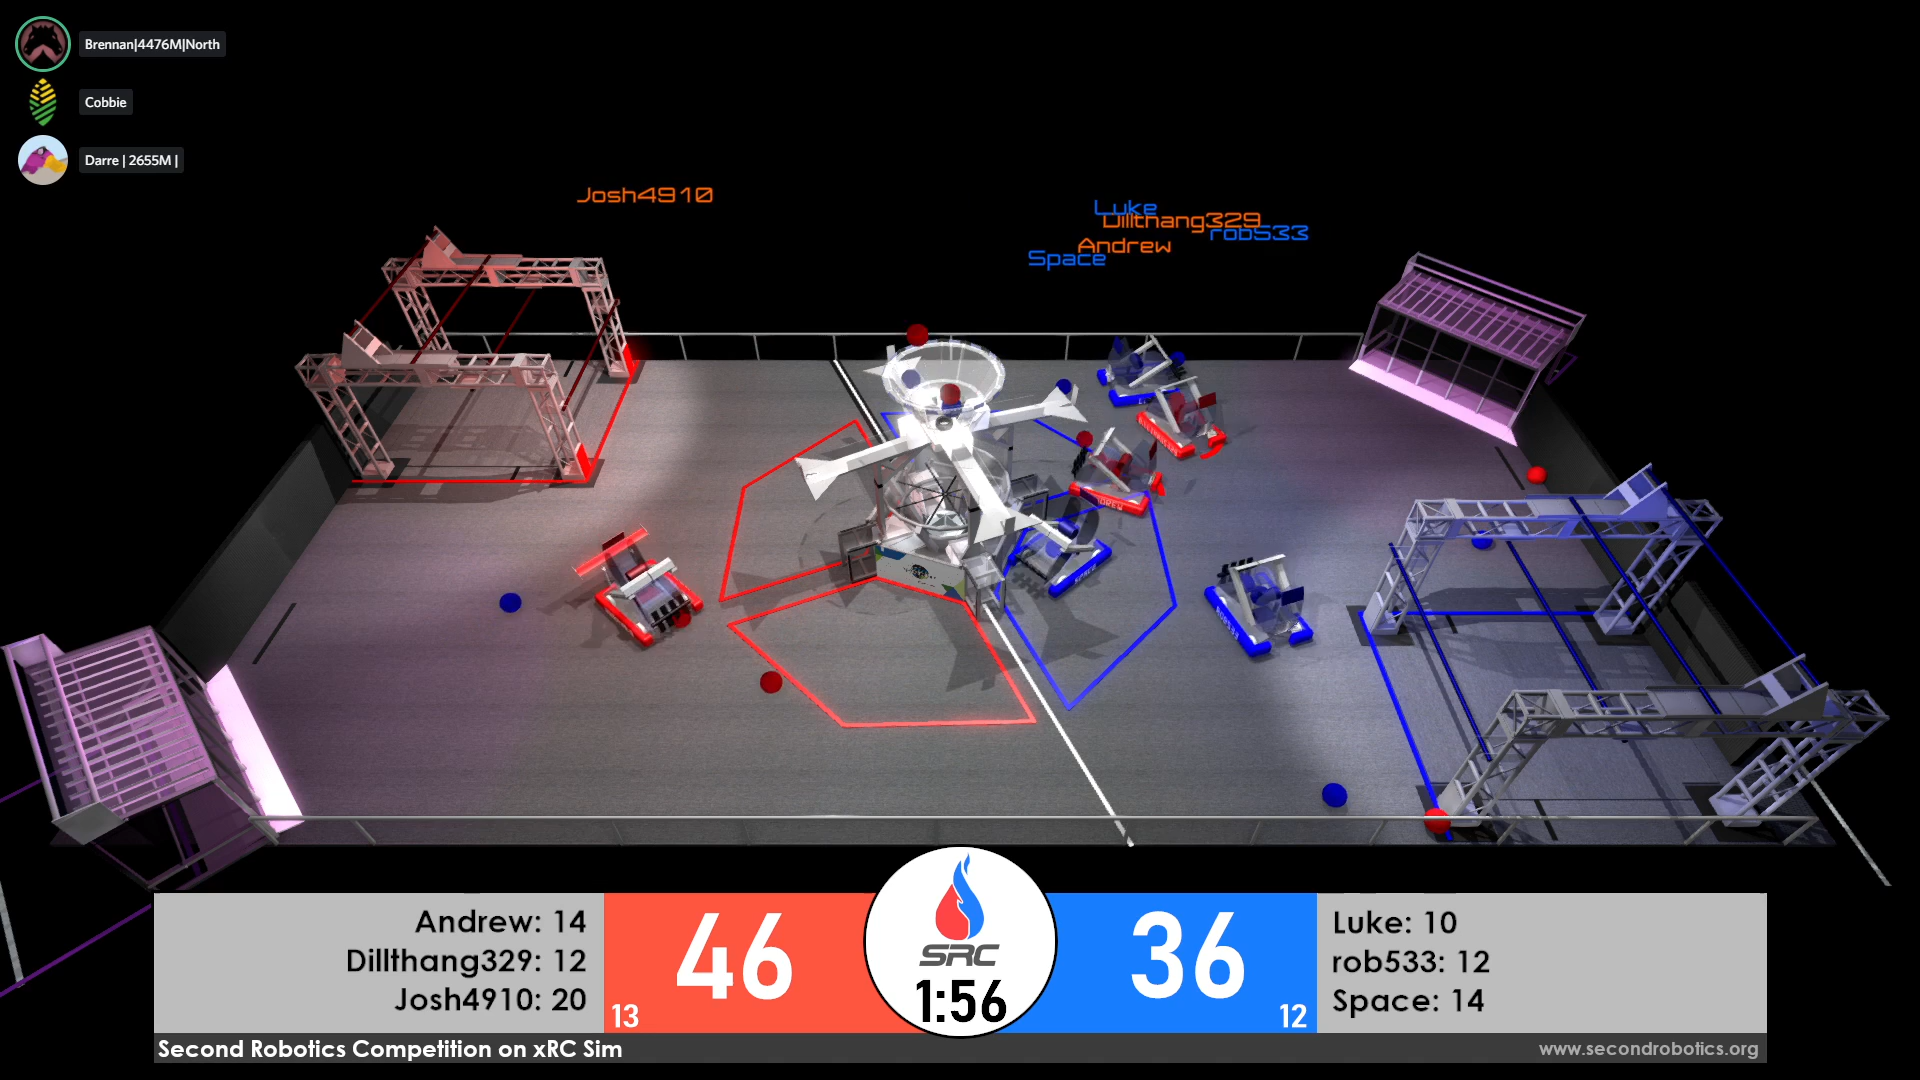 Brennan|4476M|North
Cobbie
Darre | 2655M |
Josh4910
Luke
Dillthang329
rob533
Andrew
Space
Andrew: 14
Dillthang329: 12
Josh4910: 20
46
13
SRC
1:56
36
12
Luke: 10
rob533: 12
Space: 14
Second Robotics Competition on xRC Sim
www.secondrobotics.org